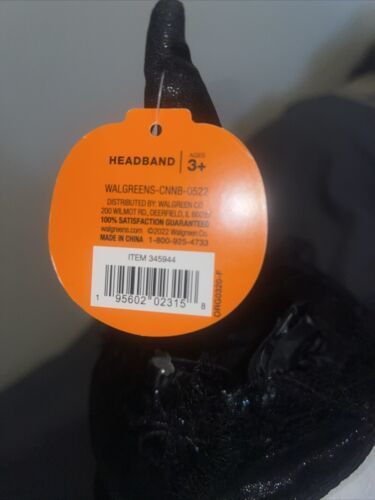 HEADBAND
AGES
3+
WALGREENS-CNNB-0522
DISTRIBUTED BY: WALGREEN CO.
200 WILMOT RD., DEERFIELD, IL 60015
100% SATISFACTION GUARANTEED
walgreens.com ©2022 Walgreen Co.
MADE IN CHINA 1-800-925-4733
ITEM 345944
1 95602 02315 8
ORG0320-F